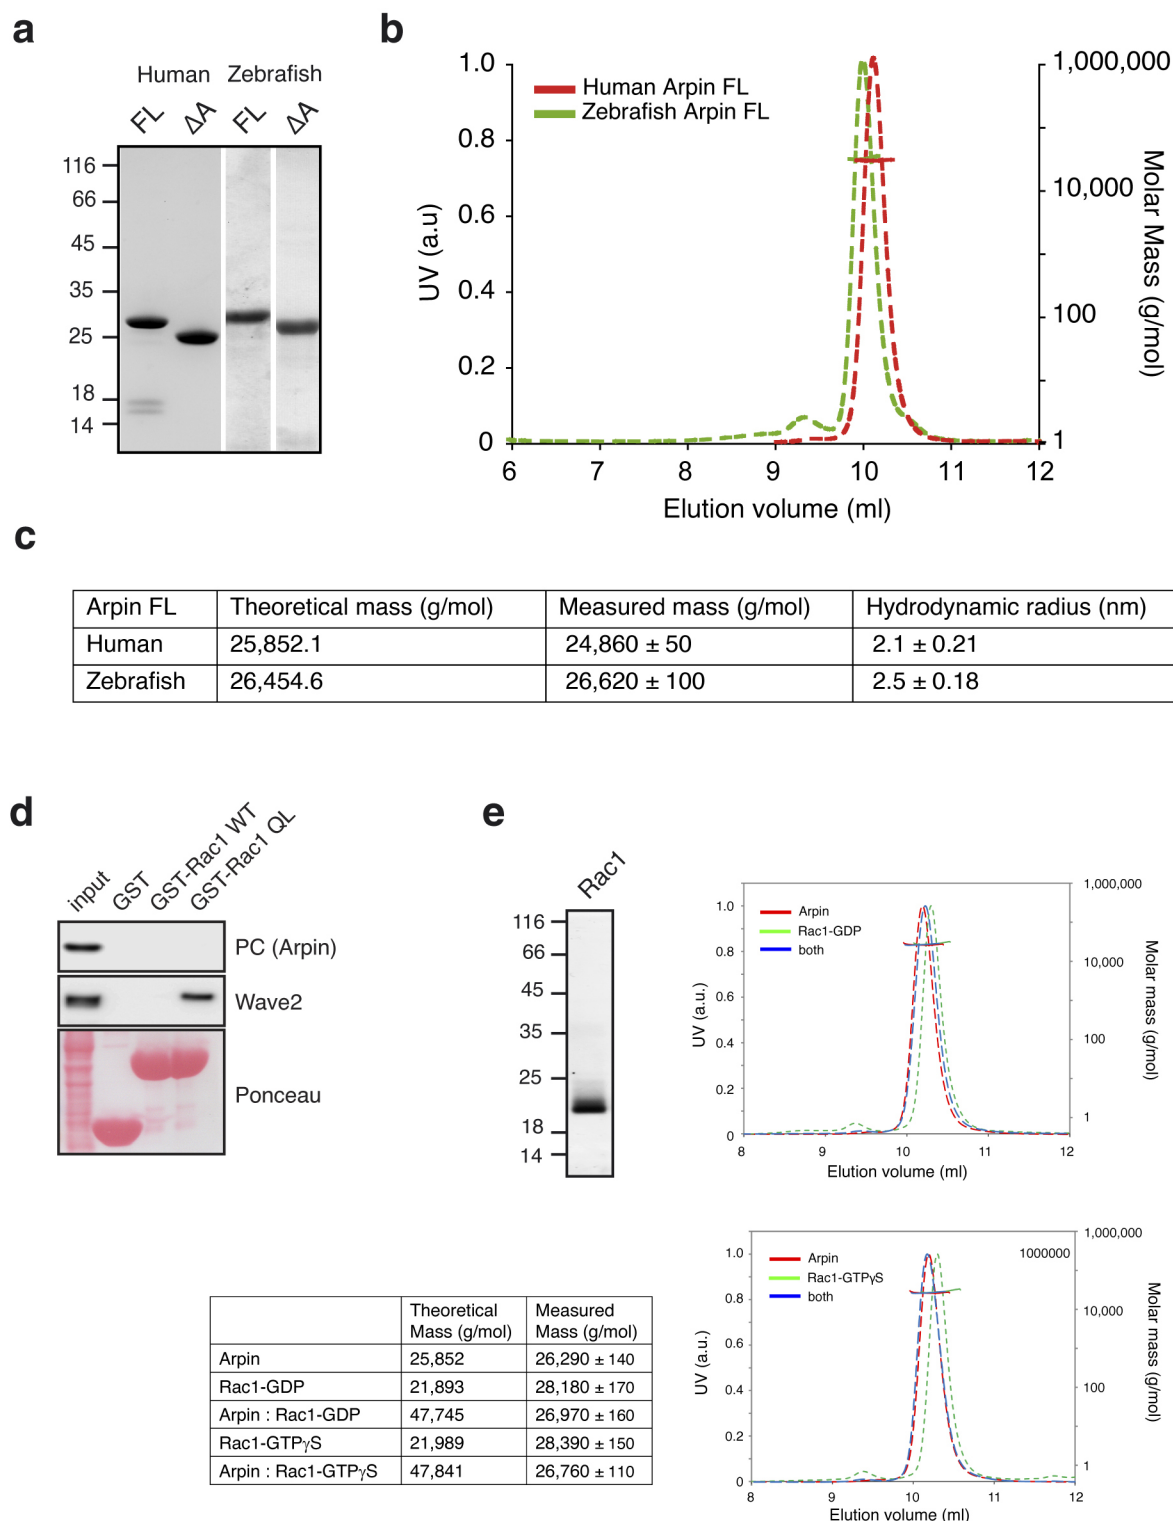 a
Human Zebrafish
FL ΔA FL ΔA
116
66
45
35
25
18
14
b
Human Arpin FL
Zebrafish Arpin FL
1.0
0.8
0.6
0.4
0.2
0
UV (a.u)
6 7 8 9 10 11 12
Elution volume (ml)
1,000,000
10,000
100
1
Molar Mass (g/mol)
c
Arpin FL Theoretical mass (g/mol) Measured mass (g/mol) Hydrodynamic radius (nm)
Human 25,852.1 24,860 ± 50 2.1 ± 0.21
Zebrafish 26,454.6 26,620 ± 100 2.5 ± 0.18
d
input GST GST-Rac1 WT GST-Rac1 QL
PC (Arpin)
Wave2
Ponceau
e
Rac1
116
66
45
35
25
18
14
Arpin
Rac1-GDP
both
1.0
0.8
0.6
0.4
0.2
0
UV (a.u.)
8 9 10 11 12
Elution volume (ml)
1,000,000
10,000
100
1
Molar mass (g/mol)
Arpin
Rac1-GTPγS
both
1000000
1.0
0.8
0.6
0.4
0.2
0
UV (a.u.)
8 9 10 11 12
Elution volume (ml)
1,000,000
10,000
100
1
Molar mass (g/mol)
Theoretical Measured
Mass (g/mol) Mass (g/mol)
Arpin 25,852 26,290 ± 140
Rac1-GDP 21,893 28,180 ± 170
Arpin : Rac1-GDP 47,745 26,970 ± 160
Rac1-GTPγS 21,989 28,390 ± 150
Arpin : Rac1-GTPγS 47,841 26,760 ± 110